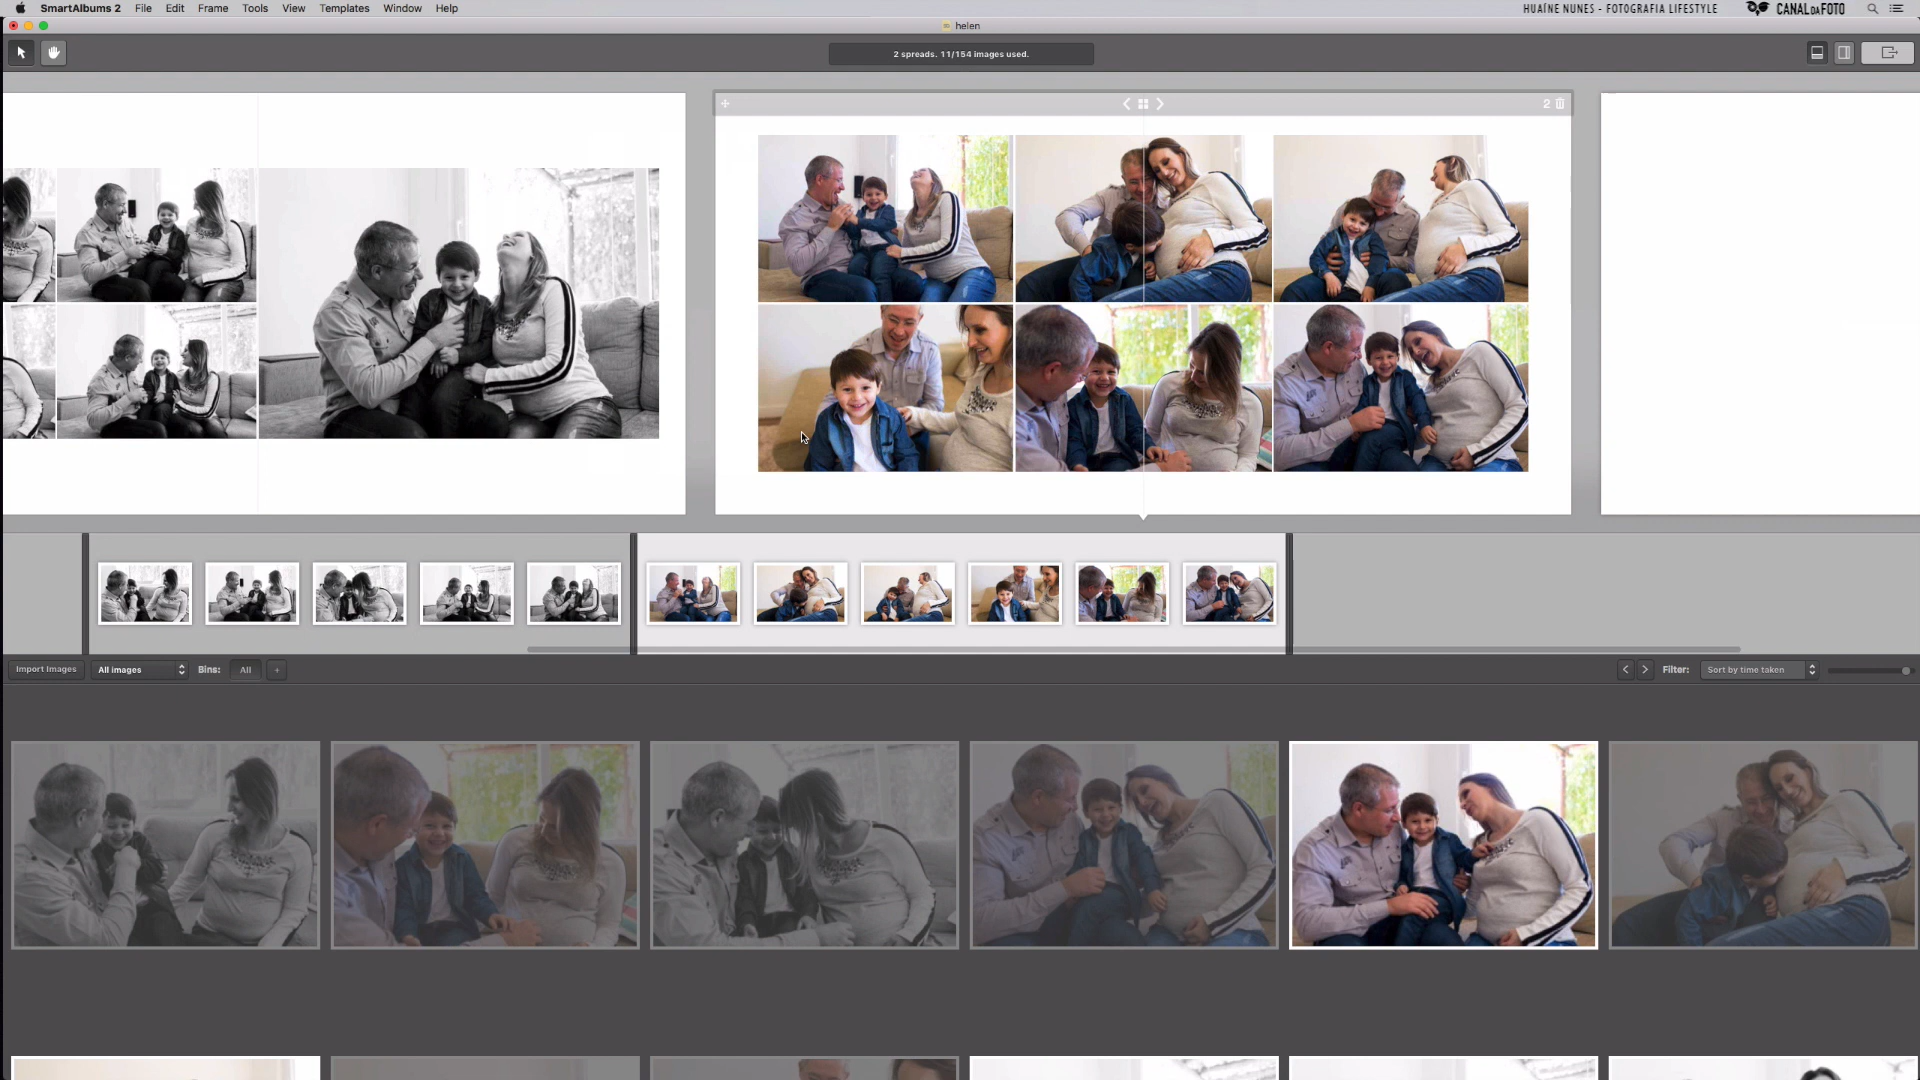 SmartAlbums 2 File Edit Frame Tools View Templates Window Help
HUAÍNE NUNES - FOTOGRAFIA LIFESTYLE
CANAL DA FOTO
helen
2 spreads. 11/154 images used.
2
Import Images All images Bins: All + Filter: Sort by time taken